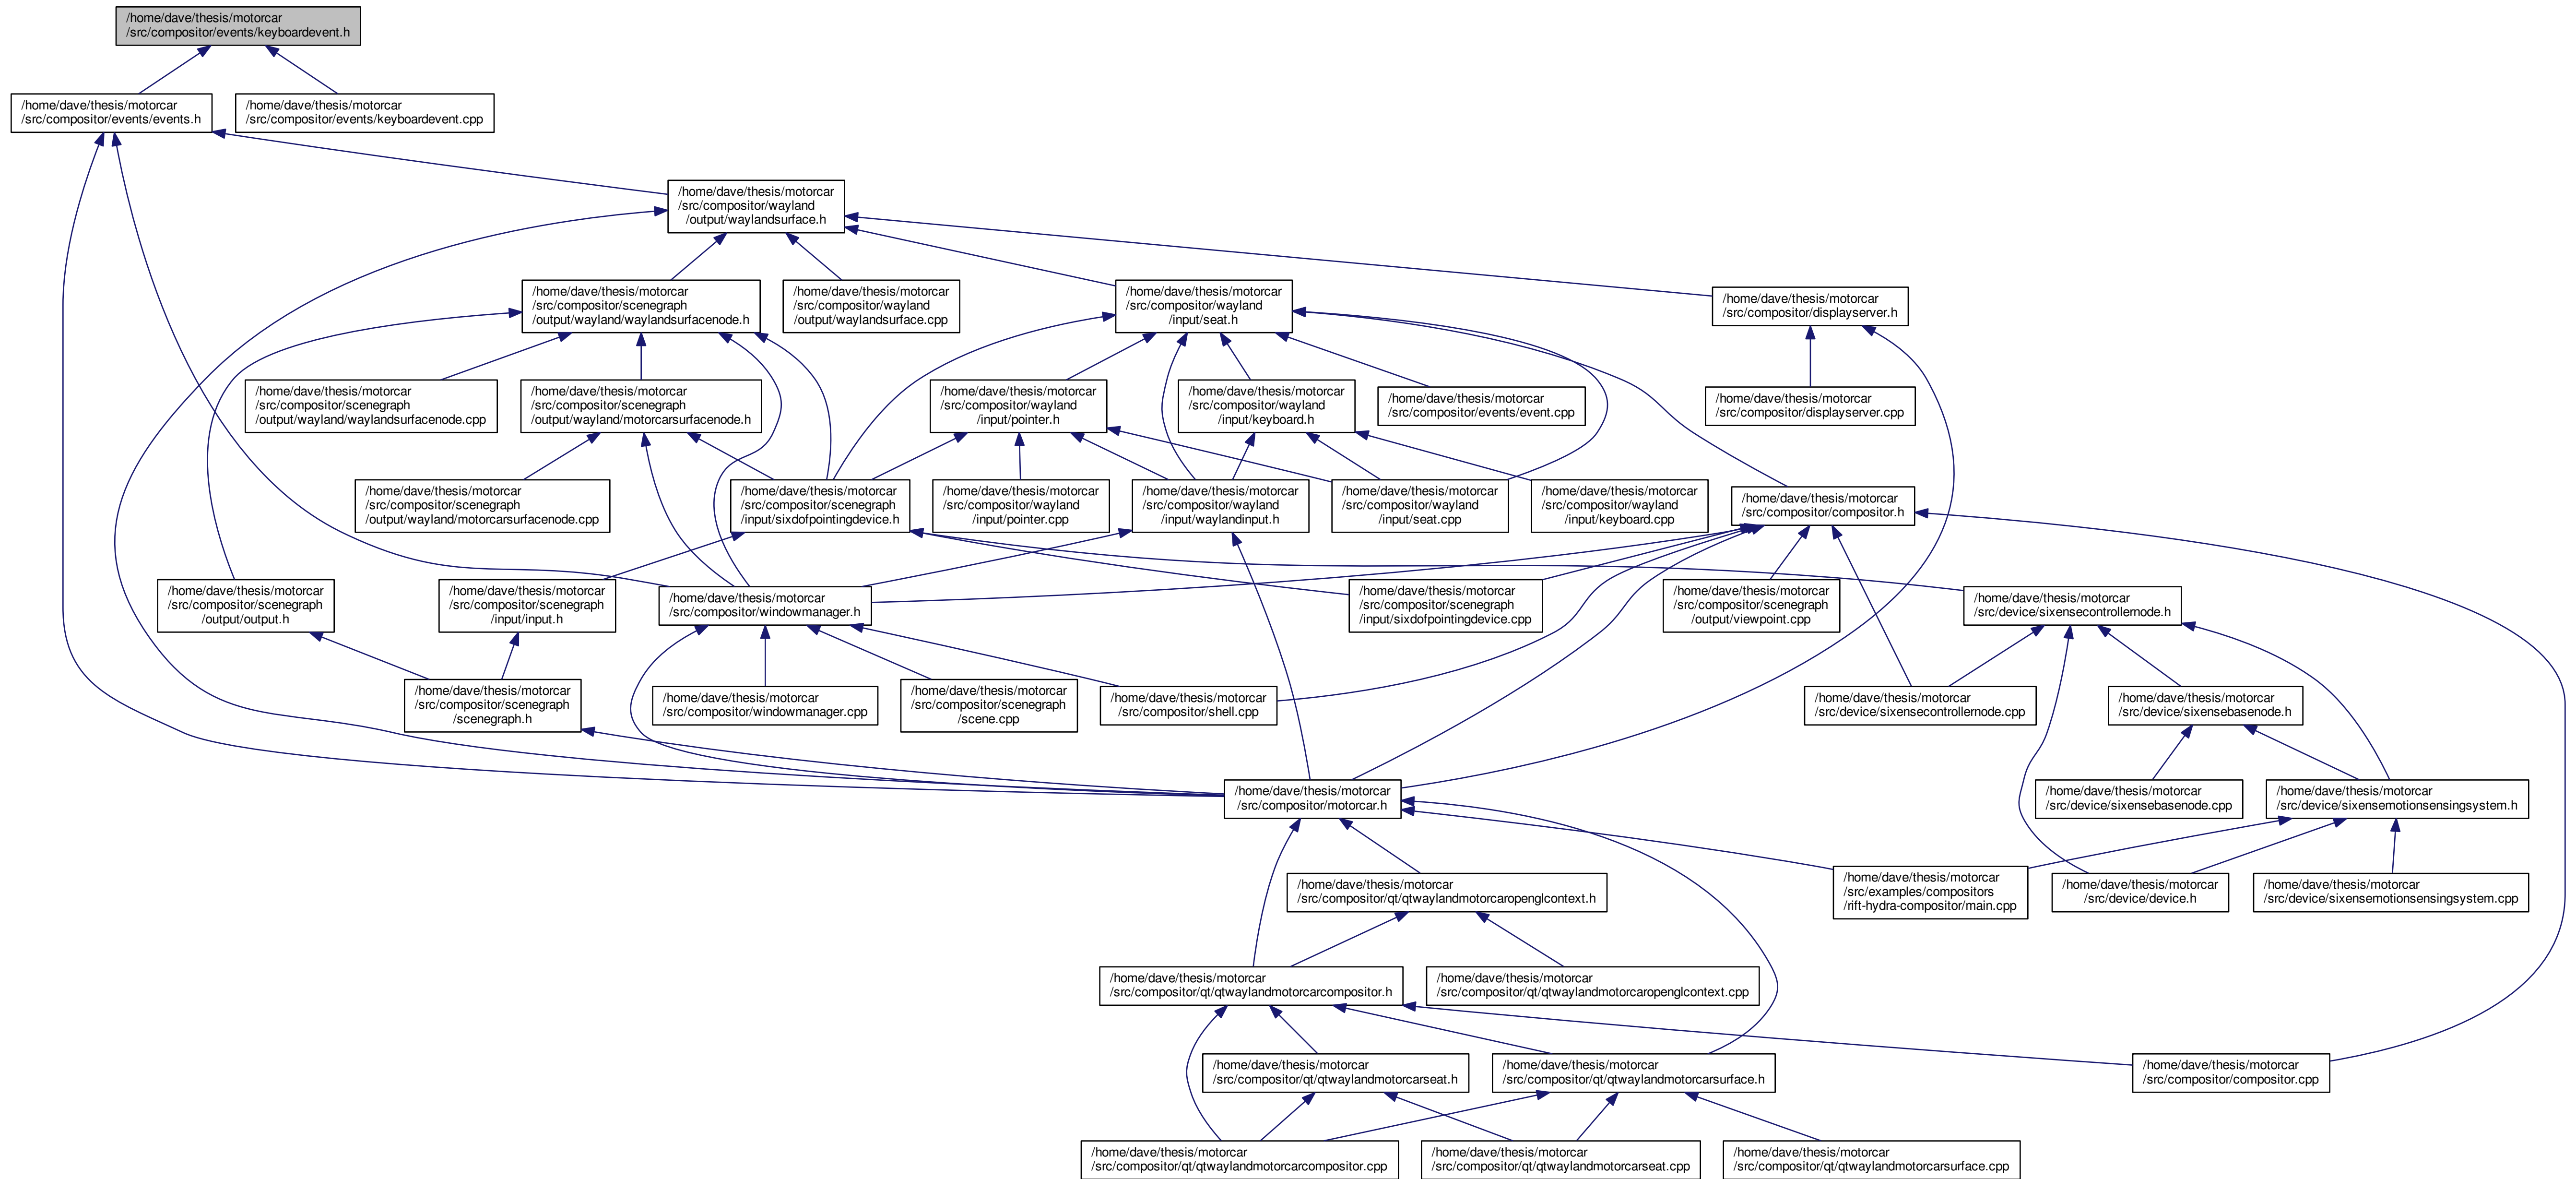 /home/dave/thesis/motorcar
/src/compositor/events/keyboardevent.h
/home/dave/thesis/motorcar
/src/compositor/events/events.h
/home/dave/thesis/motorcar
/src/compositor/events/keyboardevent.cpp
/home/dave/thesis/motorcar
/src/compositor/wayland
/output/waylandsurface.h
/home/dave/thesis/motorcar
/src/compositor/scenegraph
/output/wayland/waylandsurfacenode.h
/home/dave/thesis/motorcar
/src/compositor/wayland
/output/waylandsurface.cpp
/home/dave/thesis/motorcar
/src/compositor/wayland
/input/seat.h
/home/dave/thesis/motorcar
/src/compositor/displayserver.h
/home/dave/thesis/motorcar
/src/compositor/scenegraph
/output/wayland/waylandsurfacenode.cpp
/home/dave/thesis/motorcar
/src/compositor/scenegraph
/output/wayland/motorcarsurfacenode.h
/home/dave/thesis/motorcar
/src/compositor/wayland
/input/pointer.h
/home/dave/thesis/motorcar
/src/compositor/wayland
/input/keyboard.h
/home/dave/thesis/motorcar
/src/compositor/events/event.cpp
/home/dave/thesis/motorcar
/src/compositor/displayserver.cpp
/home/dave/thesis/motorcar
/src/compositor/scenegraph
/output/wayland/motorcarsurfacenode.cpp
/home/dave/thesis/motorcar
/src/compositor/scenegraph
/input/sixdofpointingdevice.h
/home/dave/thesis/motorcar
/src/compositor/wayland
/input/pointer.cpp
/home/dave/thesis/motorcar
/src/compositor/wayland
/input/waylandinput.h
/home/dave/thesis/motorcar
/src/compositor/wayland
/input/seat.cpp
/home/dave/thesis/motorcar
/src/compositor/wayland
/input/keyboard.cpp
/home/dave/thesis/motorcar
/src/compositor/compositor.h
/home/dave/thesis/motorcar
/src/compositor/scenegraph
/output/output.h
/home/dave/thesis/motorcar
/src/compositor/scenegraph
/input/input.h
/home/dave/thesis/motorcar
/src/compositor/windowmanager.h
/home/dave/thesis/motorcar
/src/compositor/scenegraph
/input/sixdofpointingdevice.cpp
/home/dave/thesis/motorcar
/src/compositor/scenegraph
/output/viewpoint.cpp
/home/dave/thesis/motorcar
/src/device/sixensecontrollernode.h
/home/dave/thesis/motorcar
/src/compositor/scenegraph
/scenegraph.h
/home/dave/thesis/motorcar
/src/compositor/windowmanager.cpp
/home/dave/thesis/motorcar
/src/compositor/scenegraph
/scene.cpp
/home/dave/thesis/motorcar
/src/compositor/shell.cpp
/home/dave/thesis/motorcar
/src/device/sixensecontrollernode.cpp
/home/dave/thesis/motorcar
/src/device/sixensebasenode.h
/home/dave/thesis/motorcar
/src/compositor/motorcar.h
/home/dave/thesis/motorcar
/src/device/sixensebasenode.cpp
/home/dave/thesis/motorcar
/src/device/sixensemotionsensingsystem.h
/home/dave/thesis/motorcar
/src/compositor/qt/qtwaylandmotorcaropenglcontext.h
/home/dave/thesis/motorcar
/src/examples/compositors
/rift-hydra-compositor/main.cpp
/home/dave/thesis/motorcar
/src/device/device.h
/home/dave/thesis/motorcar
/src/device/sixensemotionsensingsystem.cpp
/home/dave/thesis/motorcar
/src/compositor/qt/qtwaylandmotorcarcompositor.h
/home/dave/thesis/motorcar
/src/compositor/qt/qtwaylandmotorcaropenglcontext.cpp
/home/dave/thesis/motorcar
/src/compositor/qt/qtwaylandmotorcarseat.h
/home/dave/thesis/motorcar
/src/compositor/qt/qtwaylandmotorcarsurface.h
/home/dave/thesis/motorcar
/src/compositor/compositor.cpp
/home/dave/thesis/motorcar
/src/compositor/qt/qtwaylandmotorcarcompositor.cpp
/home/dave/thesis/motorcar
/src/compositor/qt/qtwaylandmotorcarseat.cpp
/home/dave/thesis/motorcar
/src/compositor/qt/qtwaylandmotorcarsurface.cpp